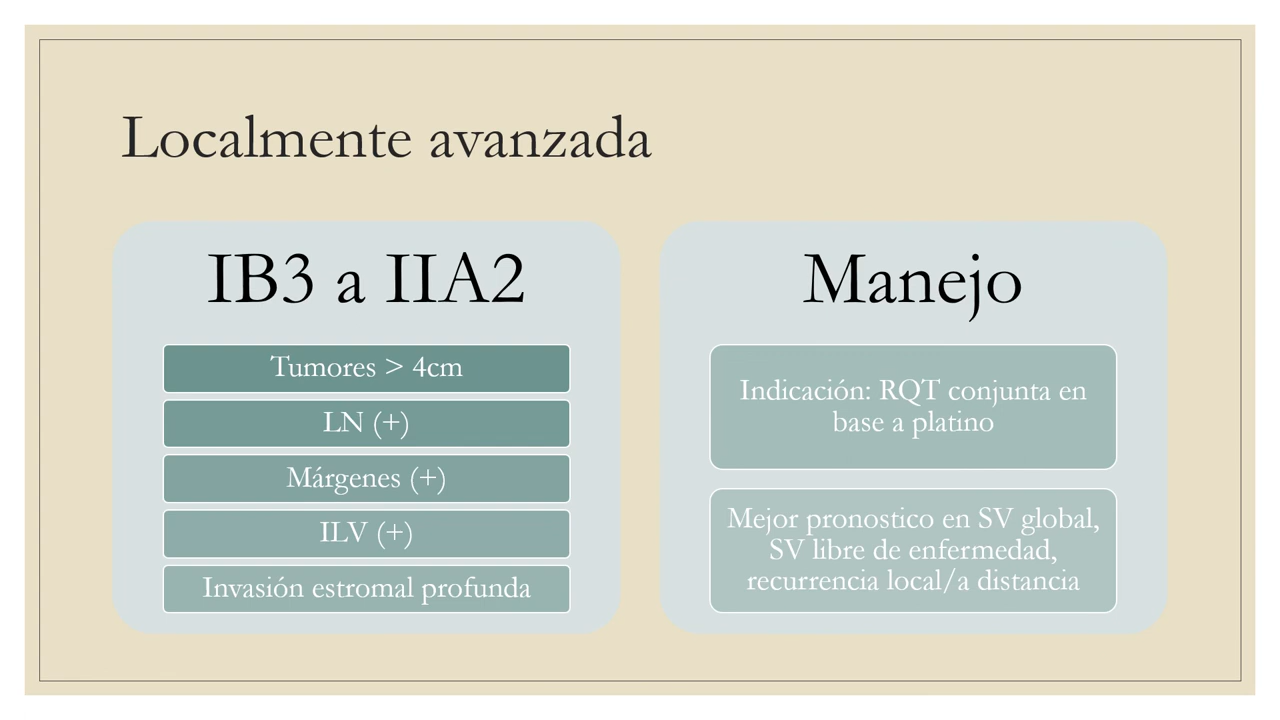 Localmente avanzada
IB3 a IIA2
Tumores > 4cm
LN (+)
Márgenes (+)
ILV (+)
Invasión estromal profunda
Manejo
Indicación: RQT conjunta en
base a platino
Mejor pronostico en SV global,
SV libre de enfermedad,
recurrencia local/a distancia